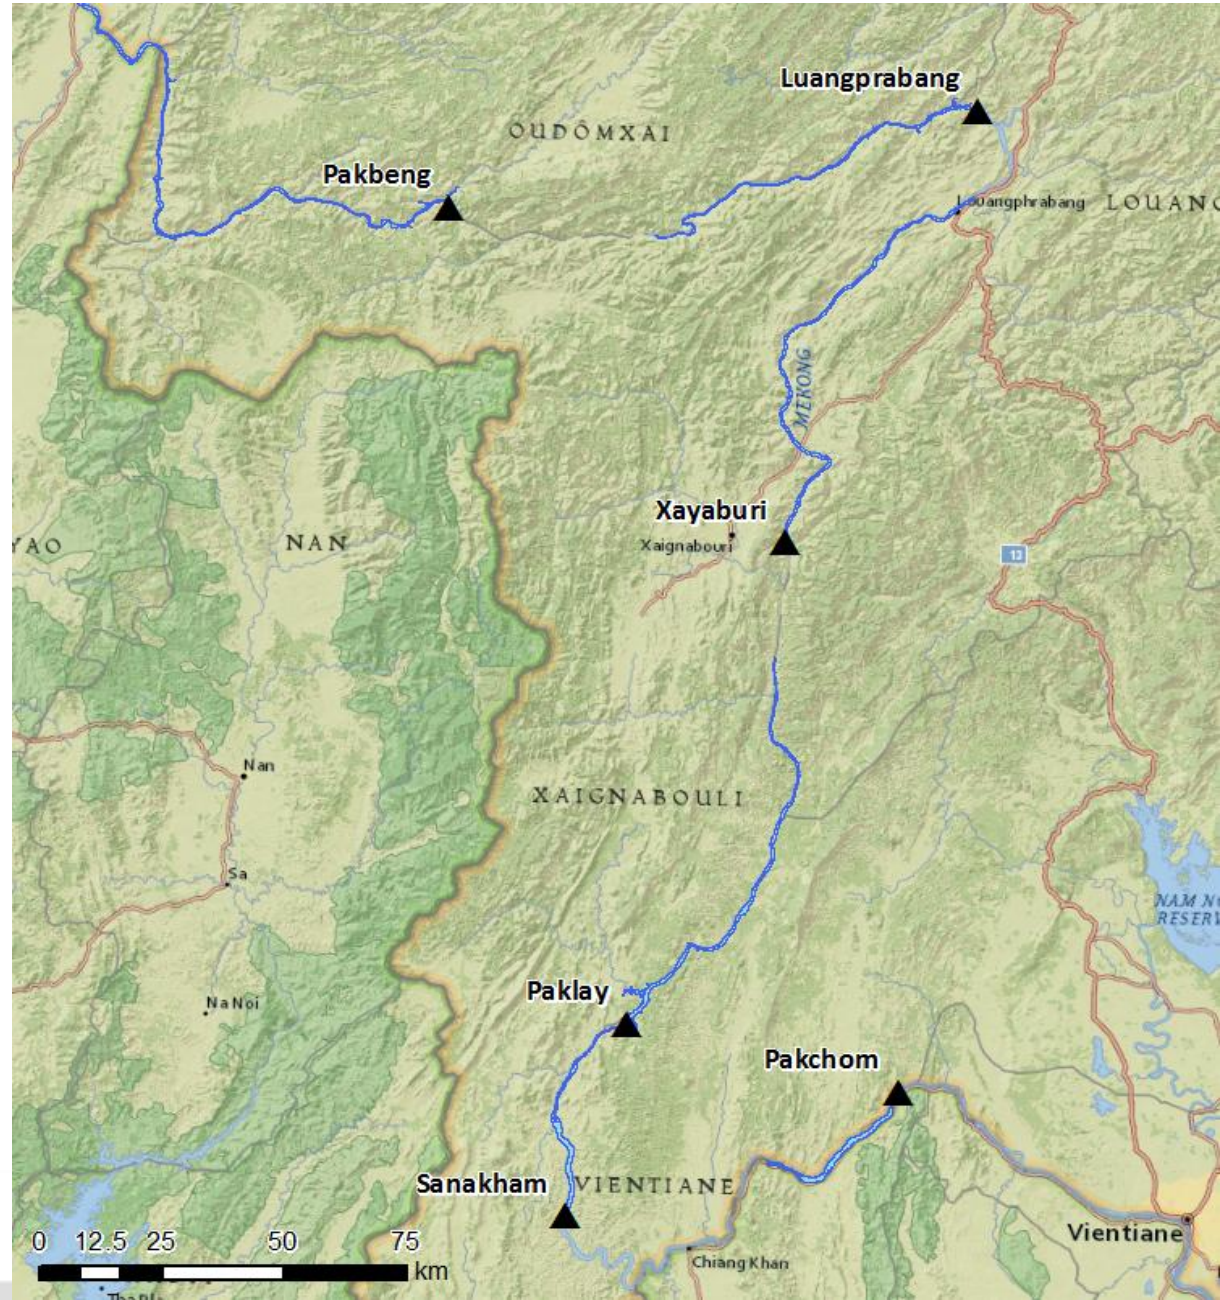 Luangprabang
OUDÔMXAI
Pakbeng
Louangphrabang
LOUANG
MEKONG
Xayaburi
Xaignabouri
YAO
NAN
13
Nan
XAIGNABOULI
Sa
NAM NG
RESERV
Paklay
Na Noi
Pakchom
Sanakham
VIENTIANE
Vientiane
Chiang Khan
0 12.5 25 50 75
km